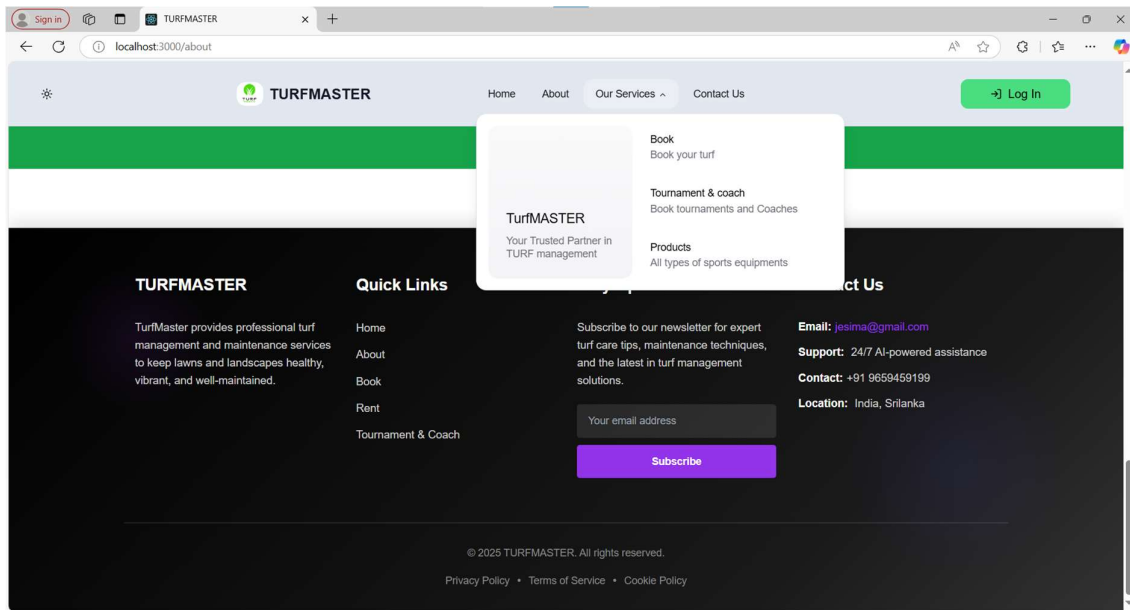 Sign in
TURFMASTER
localhost:3000/about
TURFMASTER
Home
About
Our Services
Contact Us
Log In
TurfMASTER
Your Trusted Partner in
TURF management
Book
Book your turf
Tournament & coach
Book tournaments and Coaches
Products
All types of sports equipments
TURFMASTER
TurfMaster provides professional turf
management and maintenance services
to keep lawns and landscapes healthy,
vibrant, and well-maintained.
Quick Links
Home
About
Book
Rent
Tournament & Coach
Subscribe to our newsletter for expert
turf care tips, maintenance techniques,
and the latest in turf management
solutions.
Your email address
Subscribe
Us
Email: jesima@gmail.com
Support: 24/7 AI-powered assistance
Contact: +91 9659459199
Location: India, Srilanka
© 2025 TURFMASTER. All rights reserved.
Privacy Policy • Terms of Service • Cookie Policy